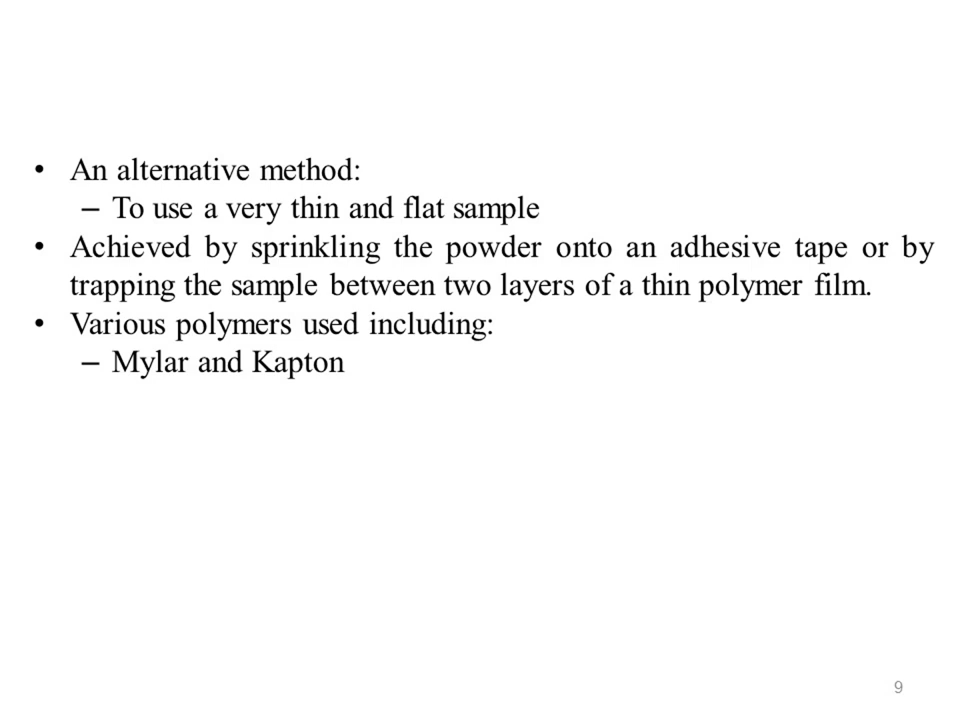 • An alternative method:
– To use a very thin and flat sample
• Achieved by sprinkling the powder onto an adhesive tape or by
trapping the sample between two layers of a thin polymer film.
• Various polymers used including:
– Mylar and Kapton
9